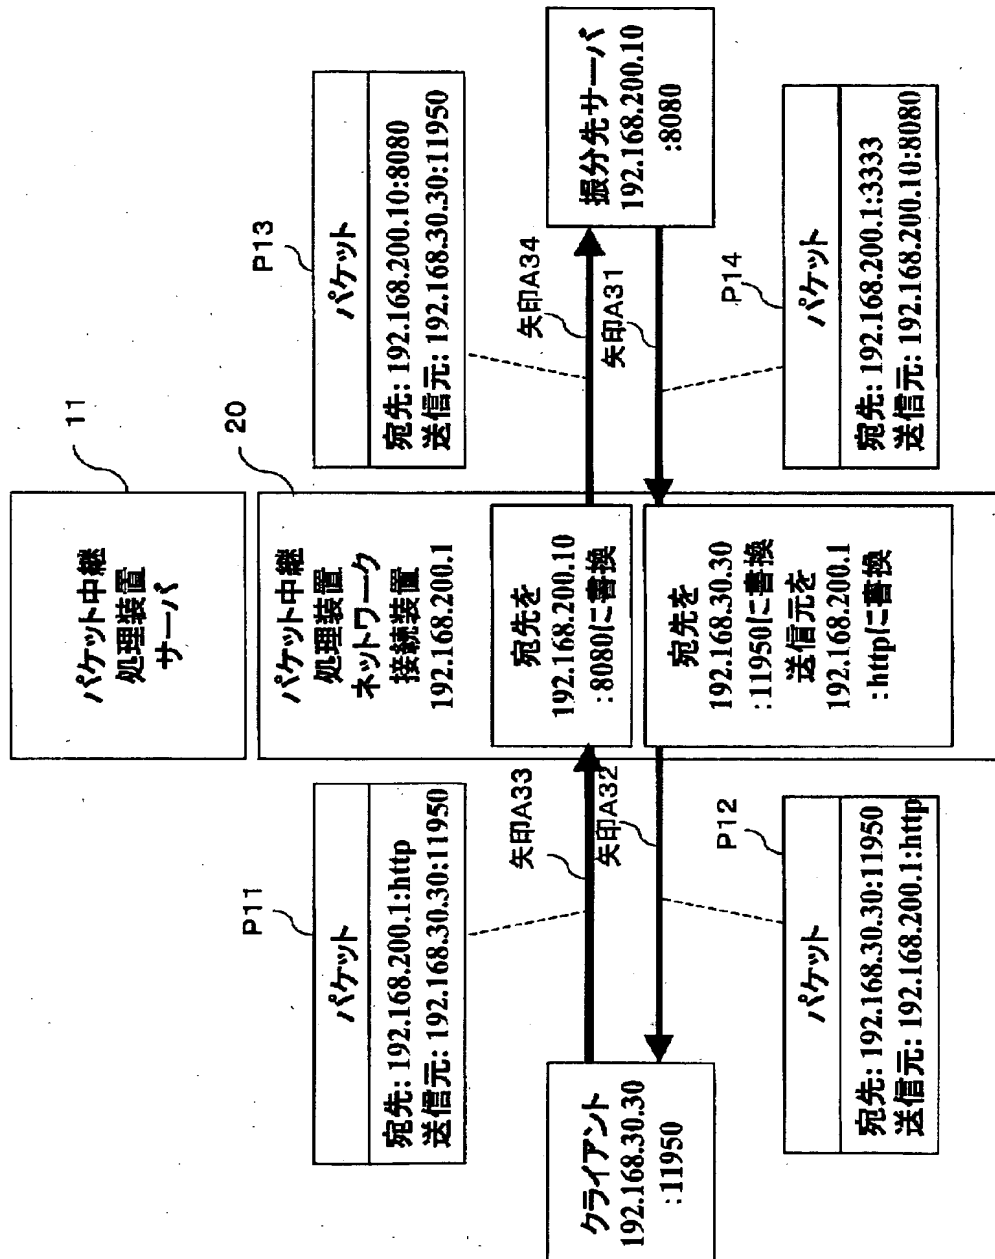 パケット中継
処理装置
サーバ
11
パケット中継
処理装置
ネットワーク
接続装置
192.168.200.1
20
P11
パケット
宛先: 192.168.200.1:http
送信元: 192.168.30.30:11950
P13
パケット
宛先: 192.168.200.10:8080
送信元: 192.168.30.30:11950
クライアント
192.168.30.30
:11950
矢印A33
矢印A32
宛先を
192.168.200.10
:8080に書換
宛先を
192.168.30.30
:11950に書換
送信元を
192.168.200.1
:httpに書換
矢印A34
矢印A31
振分先サーバ
192.168.200.10
:8080
P12
パケット
宛先: 192.168.30.30:11950
送信元: 192.168.200.1:http
P14
パケット
宛先: 192.168.200.1:3333
送信元: 192.168.200.10:8080